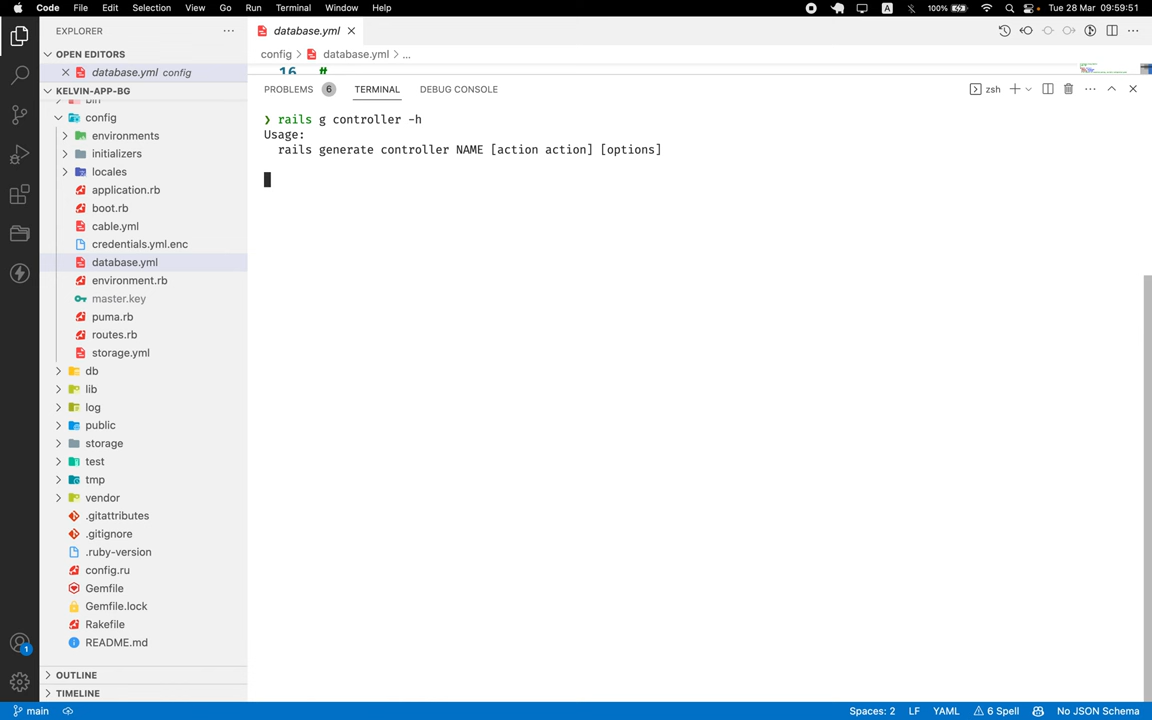 Code File Edit Selection View Go Run Terminal Window Help A 100% Tue 28 Mar 09:59:51
EXPLORER
OPEN EDITORS
database.yml config
KELVIN-APP-BG
bin
config
environments
initializers
locales
application.rb
boot.rb
cable.yml
credentials.yml.enc
database.yml
environment.rb
master.key
puma.rb
routes.rb
storage.yml
db
lib
log
public
storage
test
tmp
vendor
.gitattributes
.gitignore
.ruby-version
config.ru
Gemfile
Gemfile.lock
Rakefile
README.md
OUTLINE
TIMELINE
database.yml
config > database.yml > ...
16 #
PROBLEMS 6 TERMINAL DEBUG CONSOLE zsh
❯ rails g controller -h
Usage:
rails generate controller NAME [action action] [options]
1
main Spaces: 2 LF YAML 6 Spell No JSON Schema